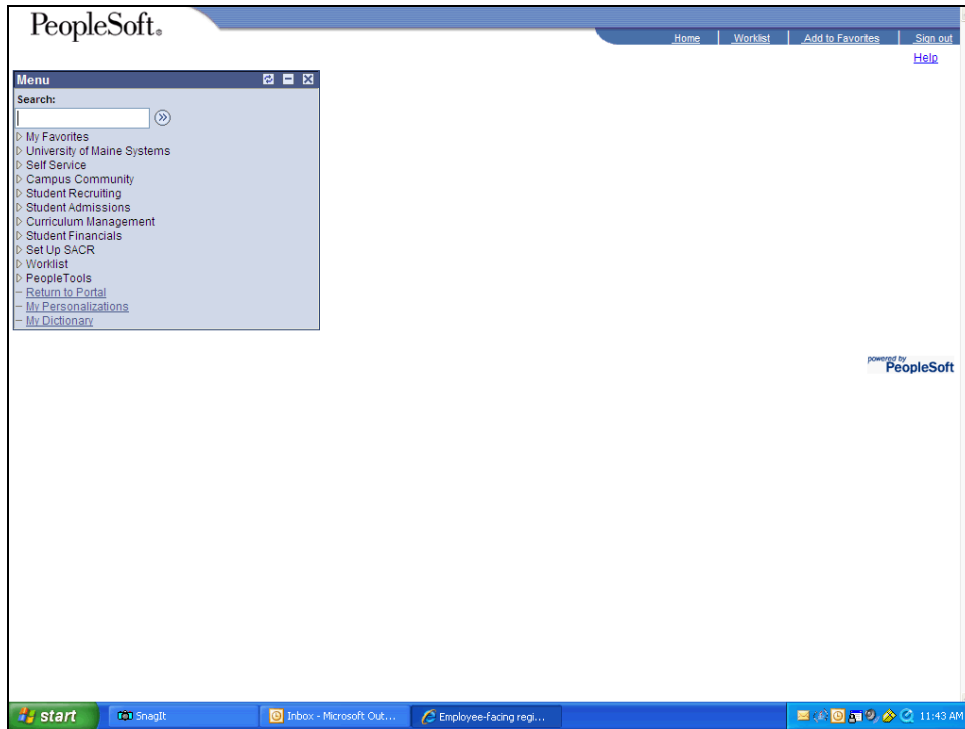 PeopleSoft®
Home Worklist Add to Favorites Sign out
Help
Menu
Search:
My Favorites
University of Maine Systems
Self Service
Campus Community
Student Recruiting
Student Admissions
Curriculum Management
Student Financials
Set Up SACR
Worklist
PeopleTools
Return to Portal
My Personalizations
My Dictionary
powered by
PeopleSoft
start SnagIt Inbox - Microsoft Out... Employee-facing regi... 11:43 AM